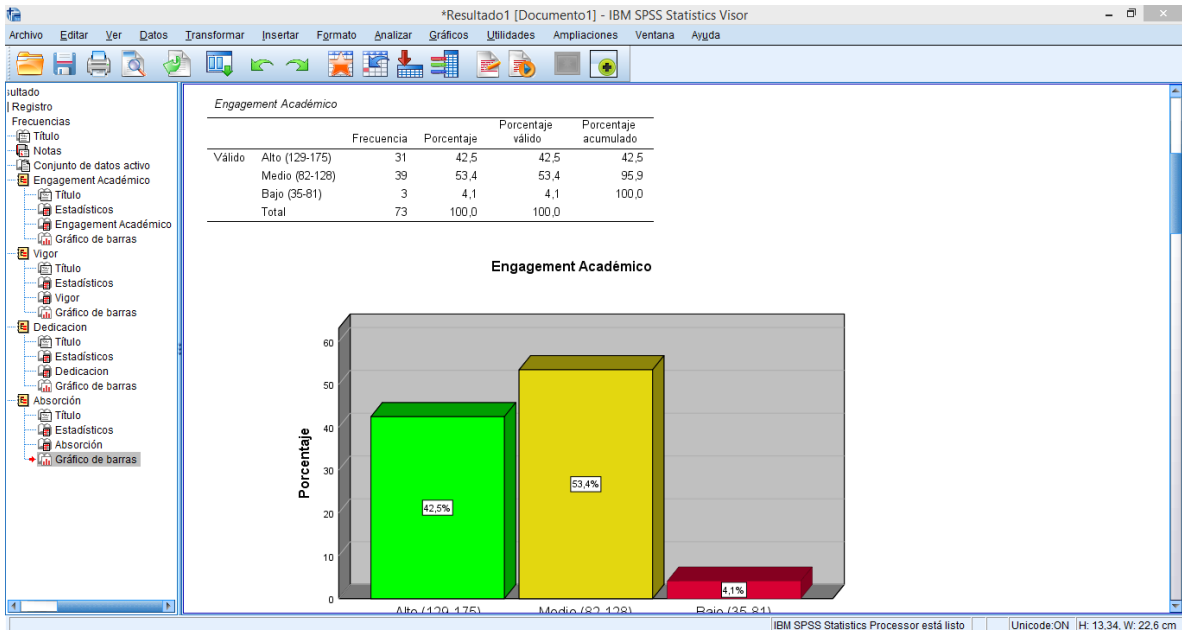 *Resultado1 [Documento1] - IBM SPSS Statistics Visor
Archivo Editar Ver Datos Transformar Insertar Formato Analizar Gráficos Utilidades Ampliaciones Ventana Ayuda
sultado
Registro
Frecuencias
Título
Notas
Conjunto de datos activo
Engagement Académico
Título
Estadísticos
Engagement Académico
Gráfico de barras
Vigor
Título
Estadísticos
Vigor
Gráfico de barras
Dedicacion
Título
Estadísticos
Dedicacion
Gráfico de barras
Absorción
Título
Estadísticos
Absorción
Gráfico de barras
Engagement Académico
Frecuencia Porcentaje Porcentaje válido Porcentaje acumulado
Válido Alto (129-175) 31 42,5 42,5 42,5
Medio (82-128) 39 53,4 53,4 95,9
Bajo (35-81) 3 4,1 4,1 100,0
Total 73 100,0 100,0
Engagement Académico
Porcentaje
60
50
40
30
20
10
0
42,5%
53,4%
4,1%
Alto (129-175) Medio (82-128) Bajo (35-81)
IBM SPSS Statistics Processor está listo Unicode:ON H: 13,34, W: 22,6 cm